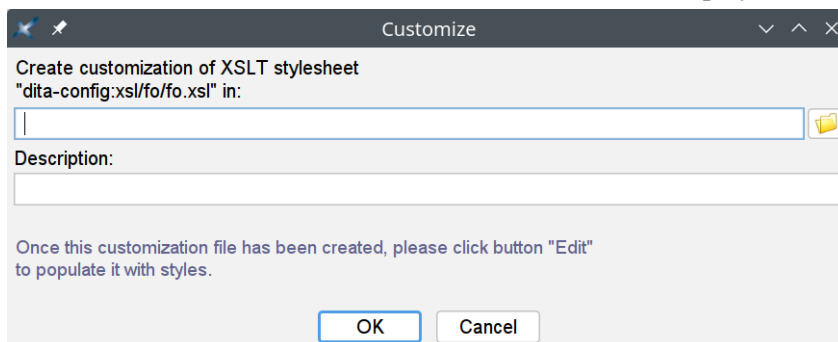 Customize
Create customization of XSLT stylesheet
"dita-config:xsl/fo/fo.xsl" in:
Description:
Once this customization file has been created, please click button "Edit"
to populate it with styles.
OK
Cancel